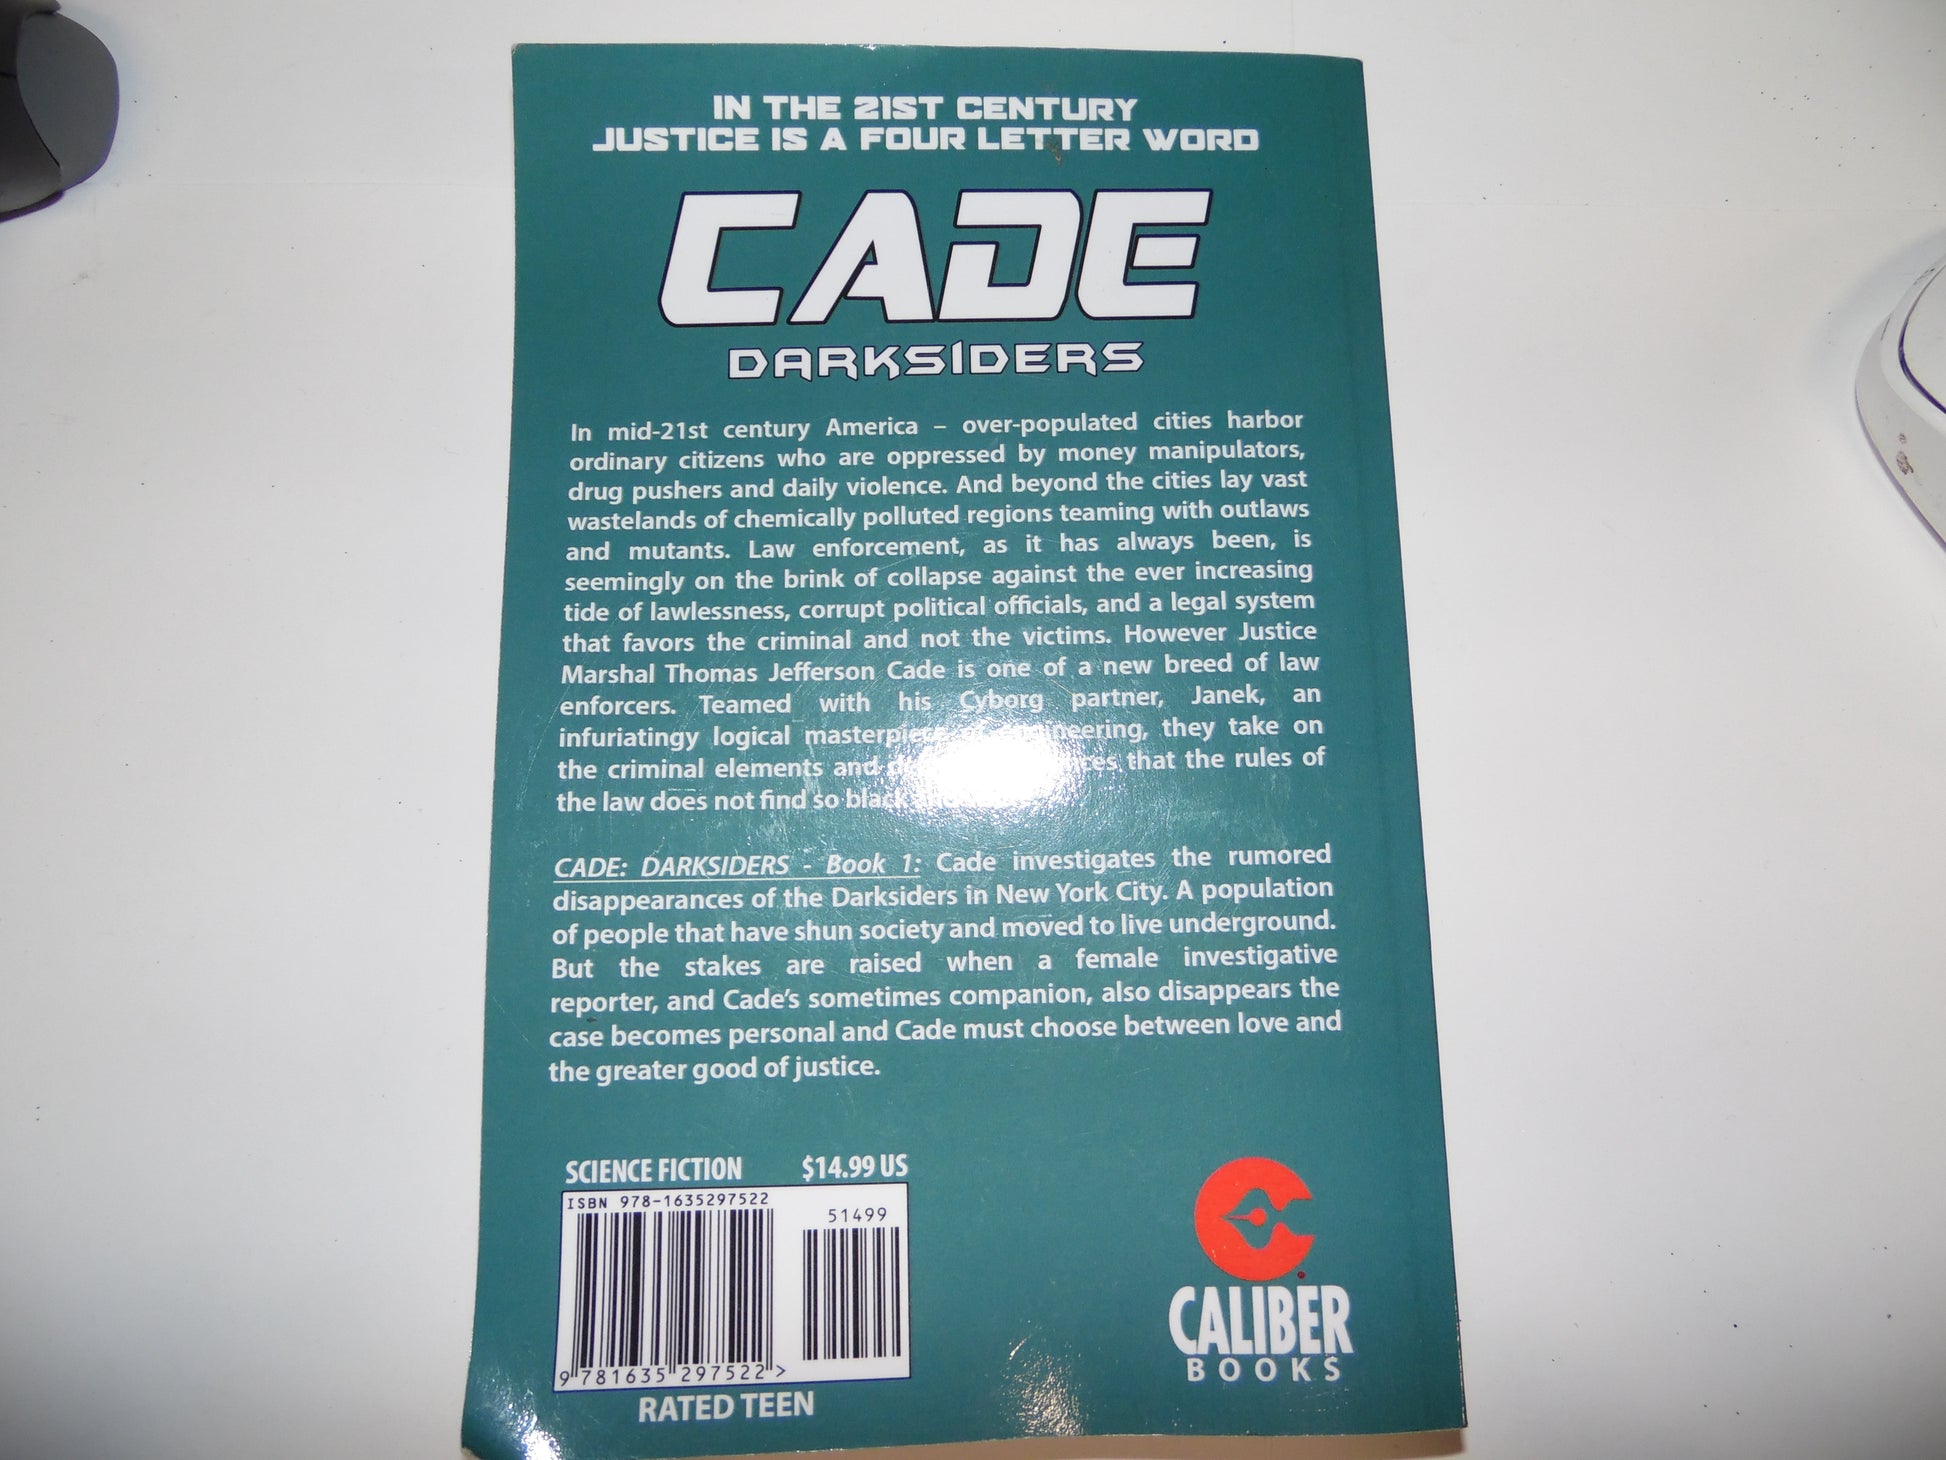 IN THE 21ST CENTURY
JUSTICE IS A FOUR LETTER WORD
CADE
DARKSIDERS
In mid-21st century America – over-populated cities harbor
ordinary citizens who are oppressed by money manipulators,
drug pushers and daily violence. And beyond the cities lay vast
wastelands of chemically polluted regions teaming with outlaws
and mutants. Law enforcement, as it has always been, is
seemingly on the brink of collapse against the ever increasing
tide of lawlessness, corrupt political officials, and a legal system
that favors the criminal and not the victims. However Justice
Marshal Thomas Jefferson Cade is one of a new breed of law
enforcers. Teamed with his Cyborg partner, Janek, an
infuriatingy logical masterpiece engineering, they take on
the criminal elements and that the rules of
the law does not find so black
CADE: DARKSIDERS - Book 1: Cade investigates the rumored
disappearances of the Darksiders in New York City. A population
of people that have shun society and moved to live underground.
But the stakes are raised when a female investigative
reporter, and Cade's sometimes companion, also disappears the
case becomes personal and Cade must choose between love and
the greater good of justice.
SCIENCE FICTION $14.99 US
ISBN 978-1635297522
51499
9 781635 297522 >
RATED TEEN
CALIBER
BOOKS